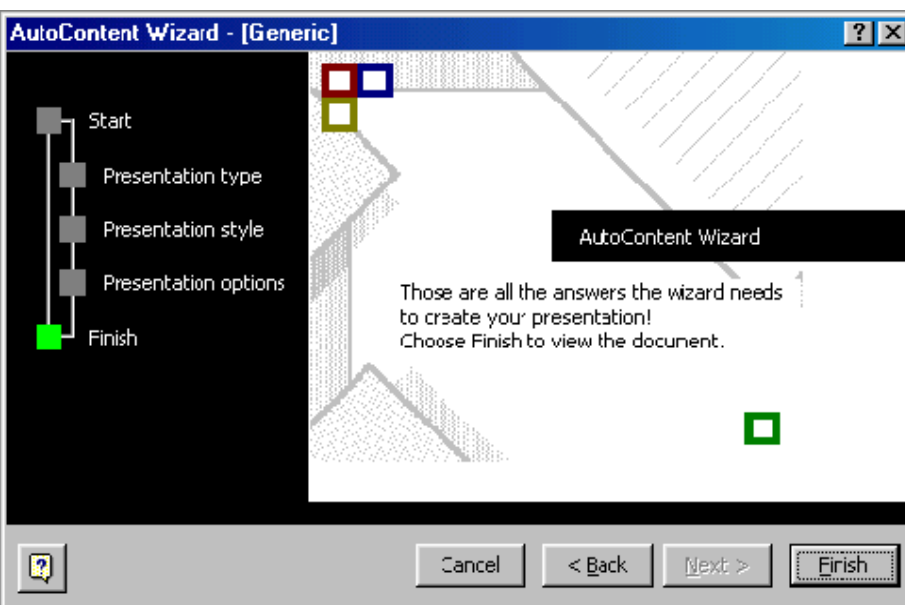 AutoContent Wizard - [Generic]
Start
Presentation type
Presentation style
Presentation options
Finish
AutoContent Wizard
Those are all the answers the wizard needs
to create your presentation!
Choose Finish to view the document.
Cancel
< Back
Next >
Finish